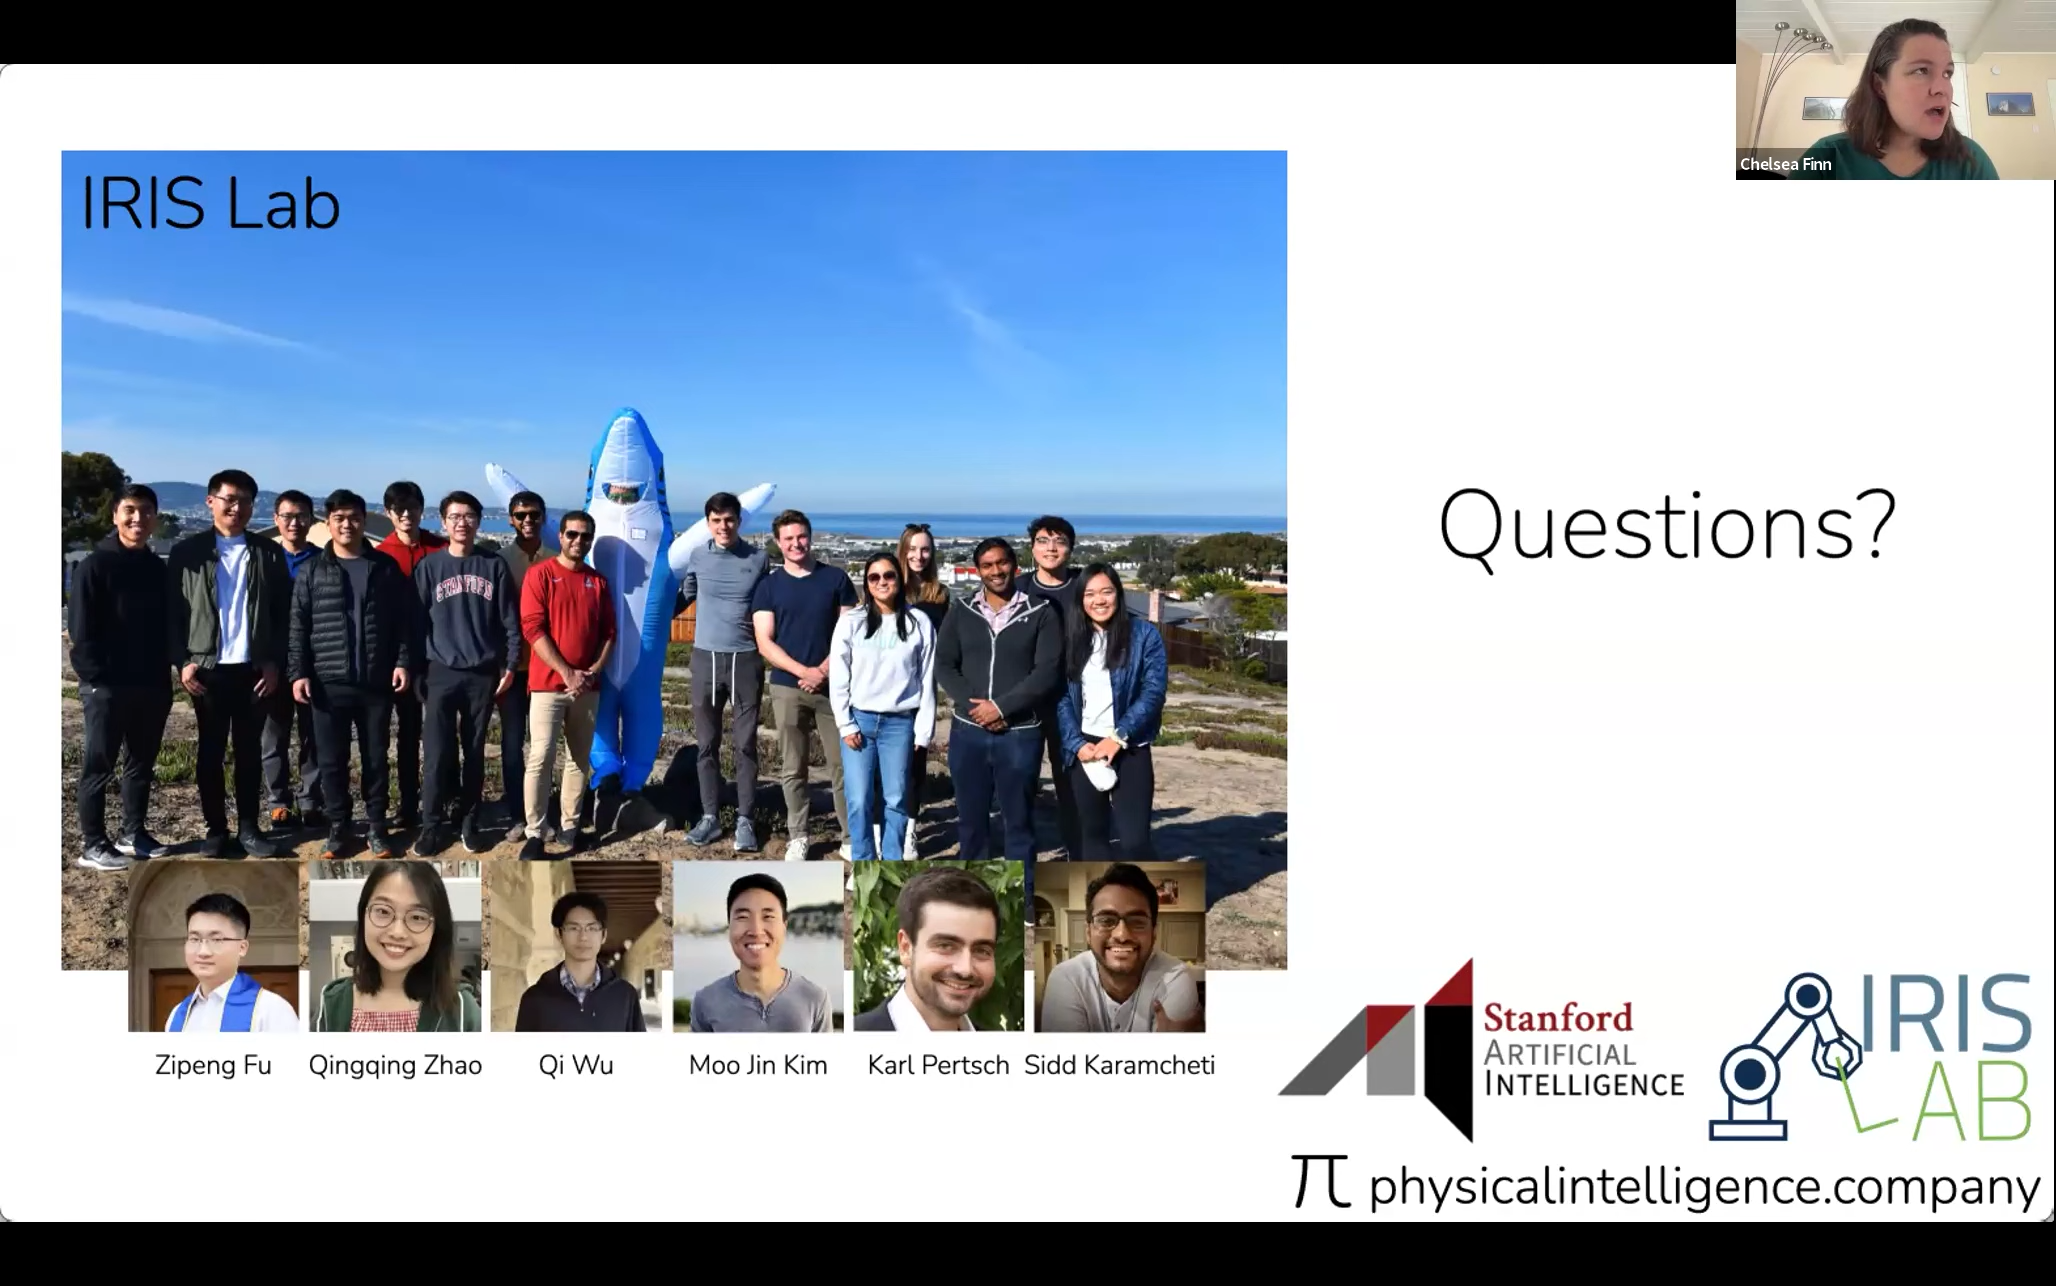 Chelsea Finn
IRIS Lab
STANFORD
Questions?
Zipeng Fu
Qingqing Zhao
Qi Wu
Moo Jin Kim
Karl Pertsch
Sidd Karamcheti
Stanford
ARTIFICIAL
INTELLIGENCE
IRIS
LAB
π physicalintelligence.company